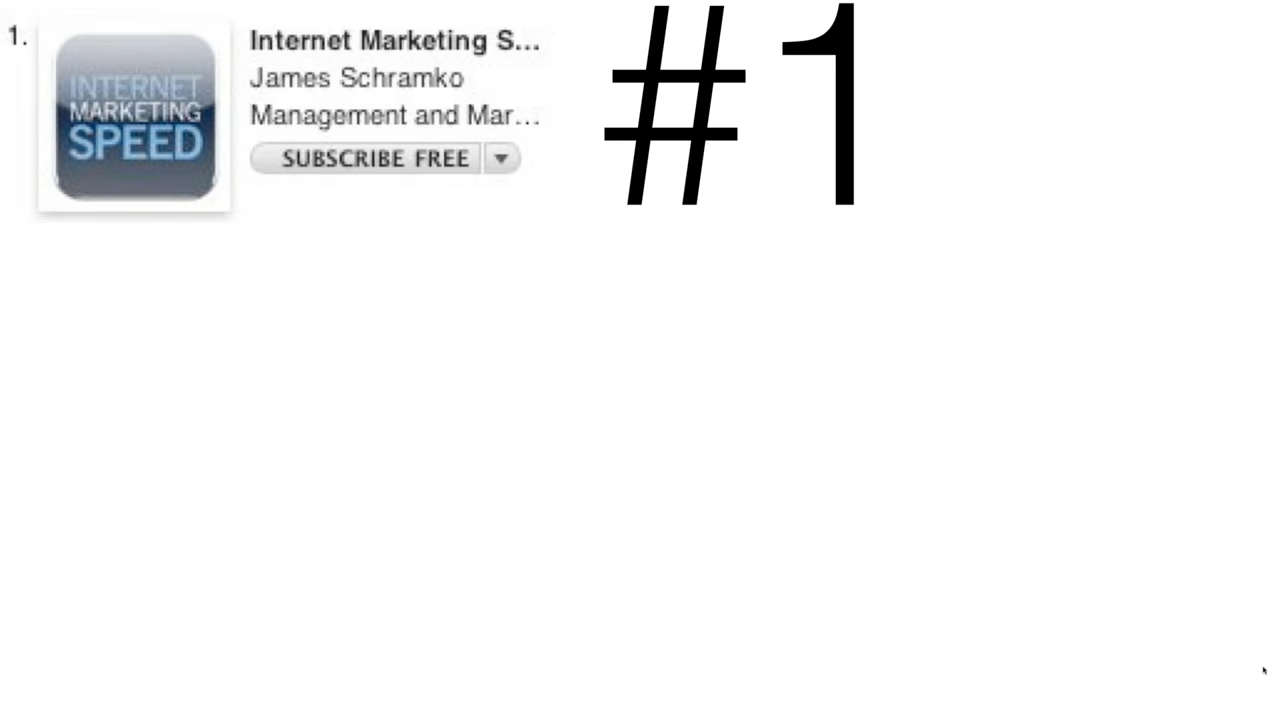 1.
INTERNET
MARKETING
SPEED
Internet Marketing S...
James Schramko
Management and Mar...
SUBSCRIBE FREE
#1